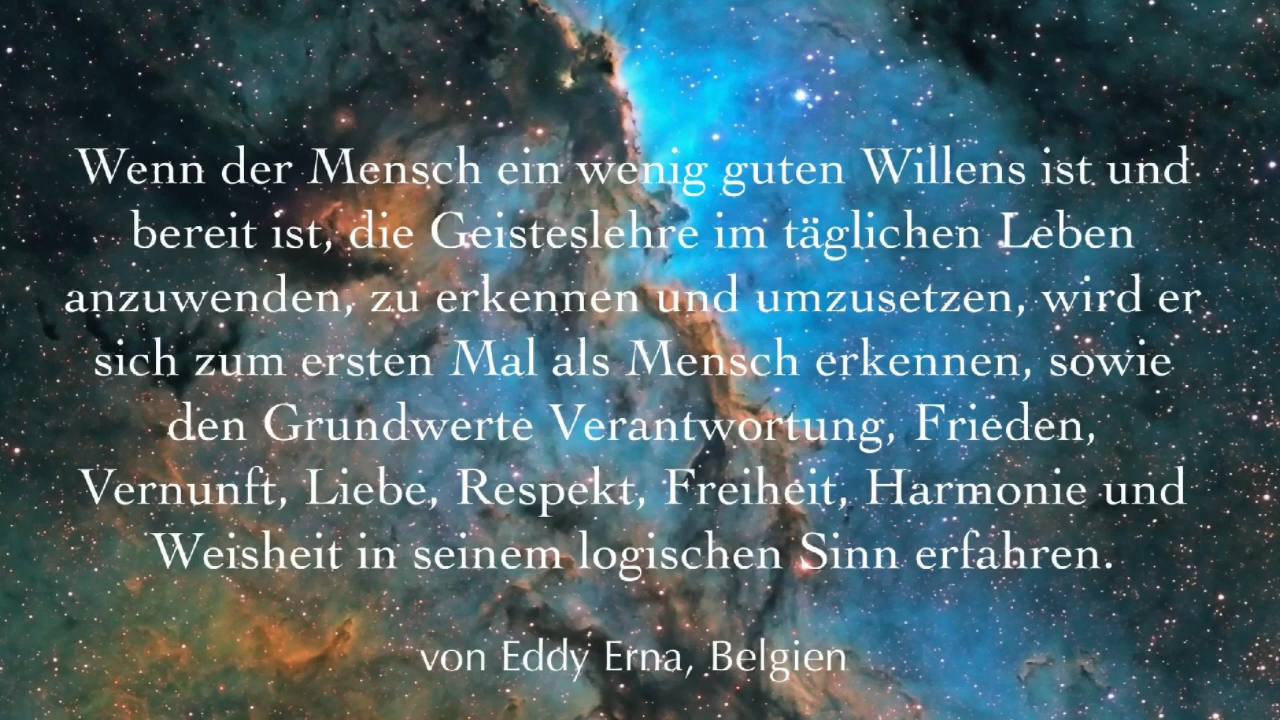 Wenn der Mensch ein wenig guten Willens ist und
bereit ist, die Geisteslehre im täglichen Leben
anzuwenden, zu erkennen und umzusetzen, wird er
sich zum ersten Mal als Mensch erkennen, sowie
den Grundwerte Verantwortung, Frieden,
Vernunft, Liebe, Respekt, Freiheit, Harmonie und
Weisheit in seinem logischen Sinn erfahren.
von Eddy Erna, Belgien